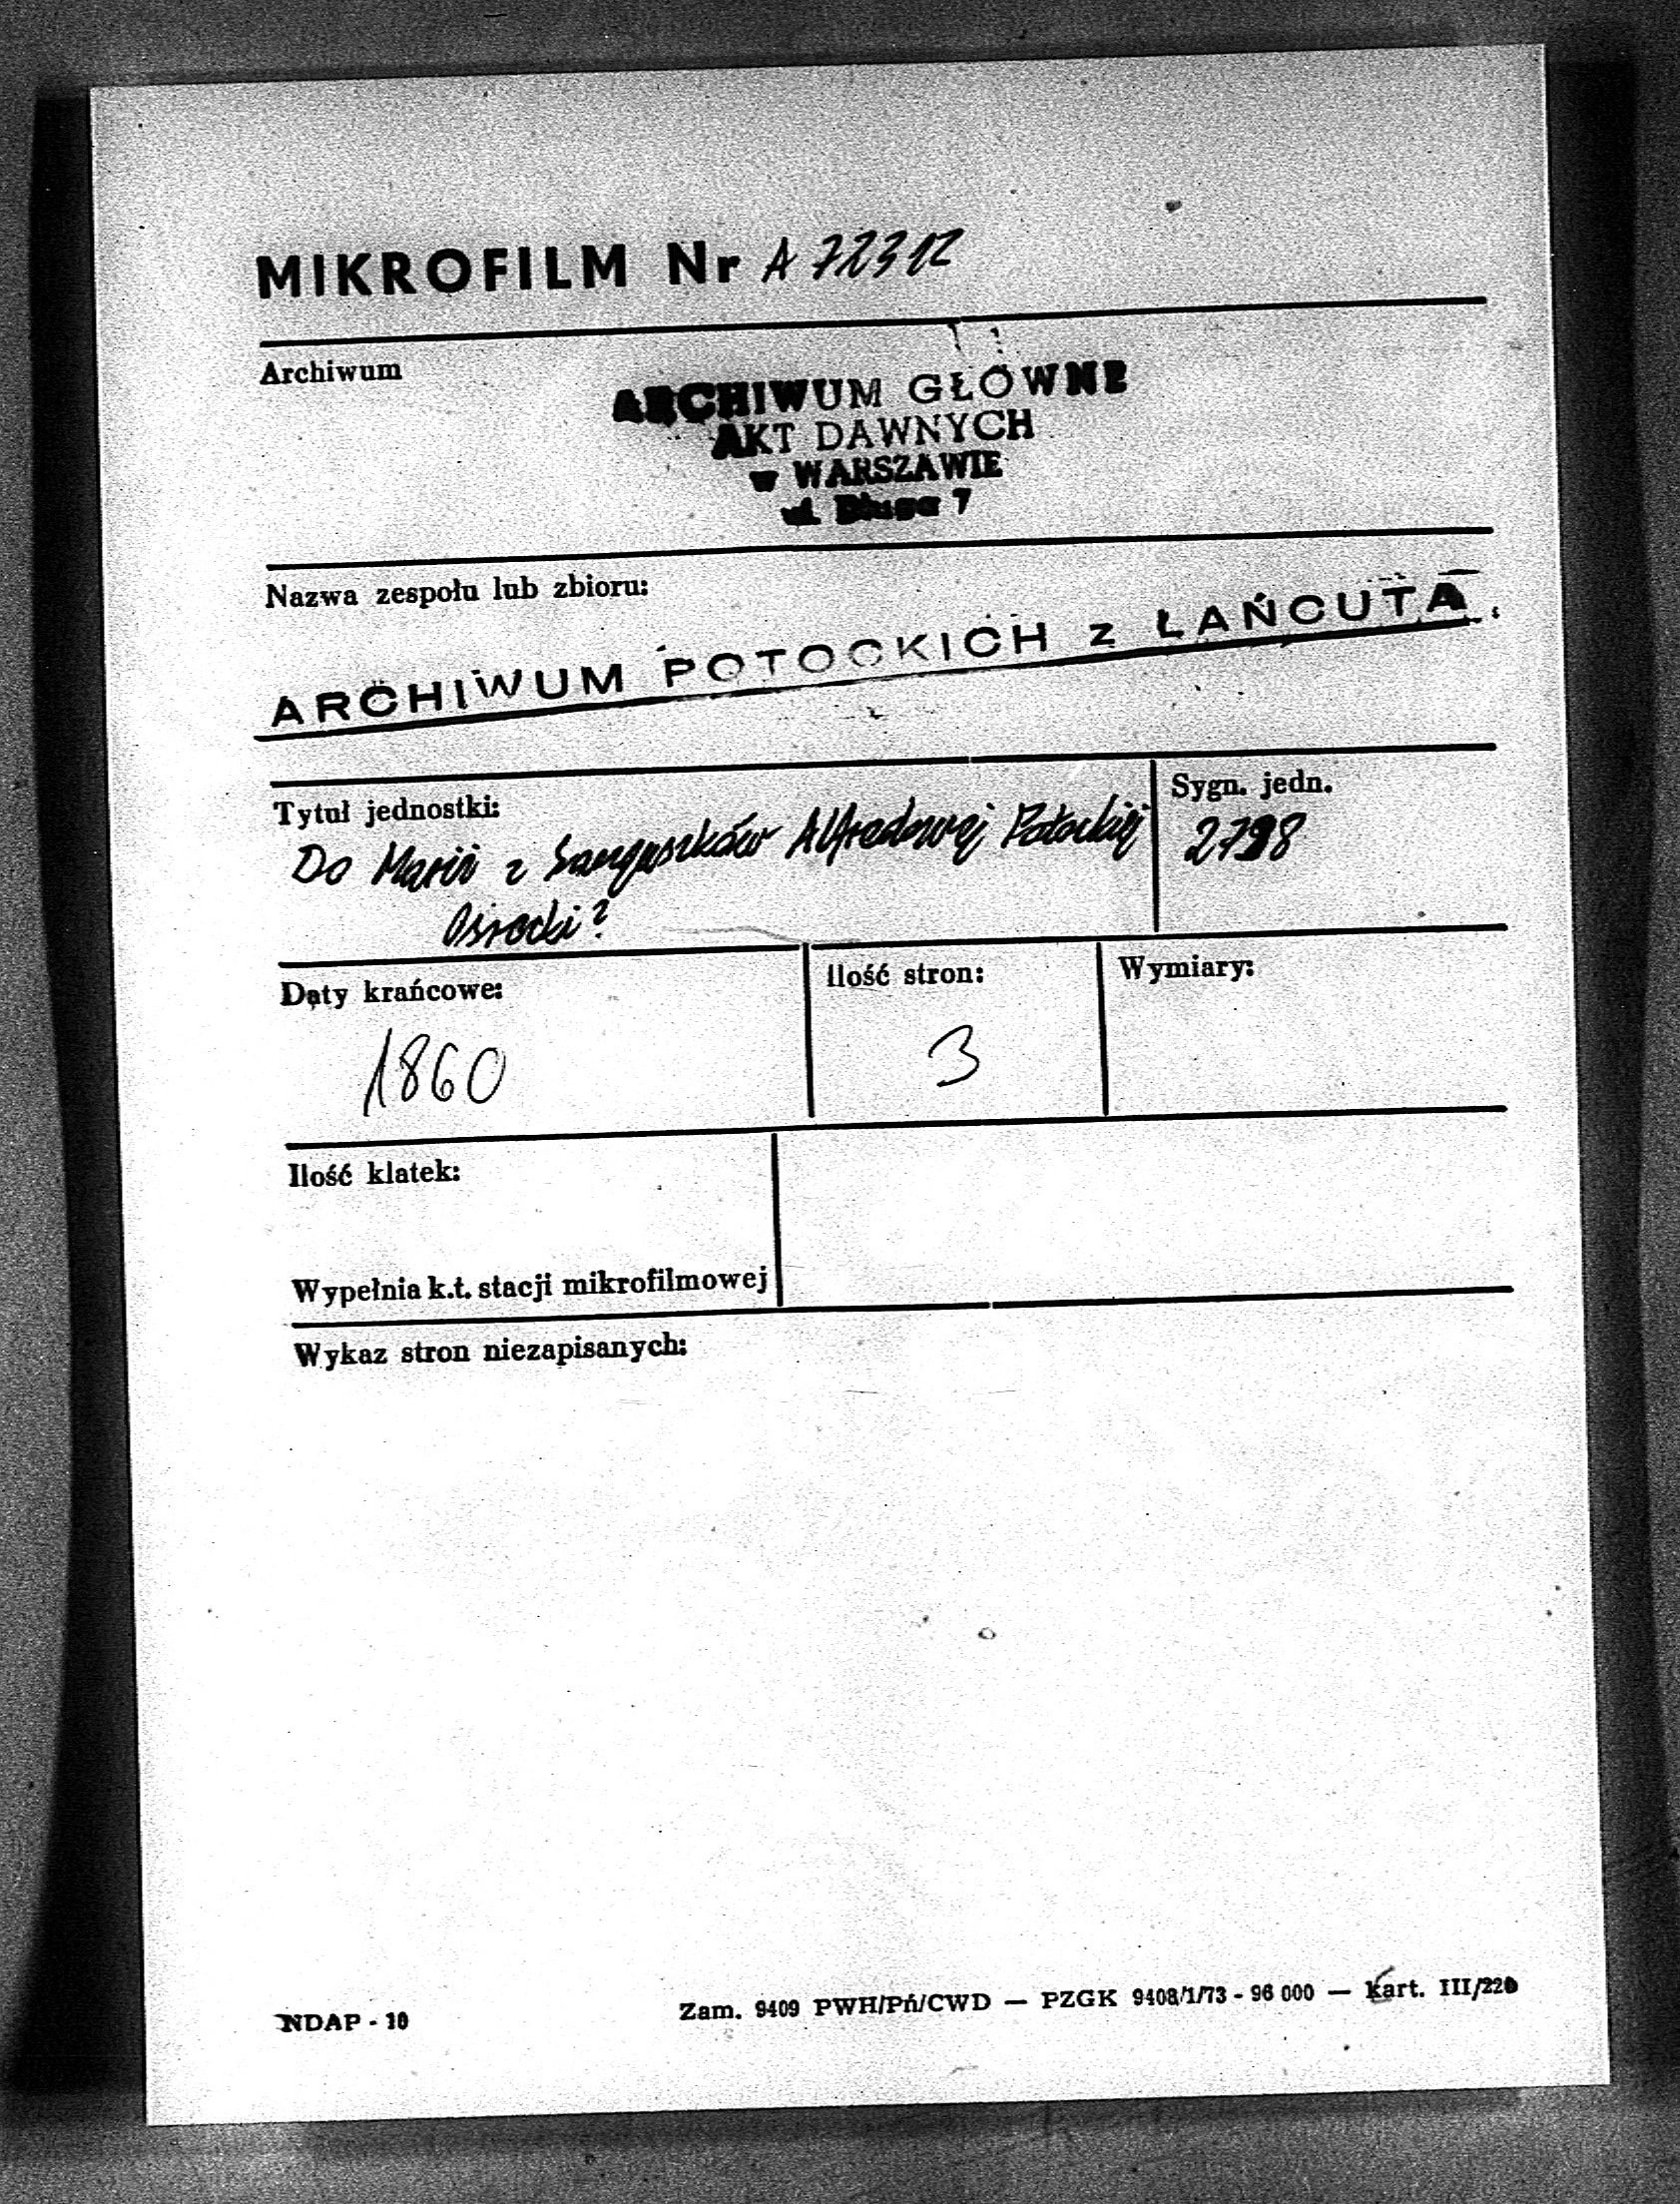 MIKROFILM Nr A 72312
Archiwum
ARCHIWUM GŁÓWNE
AKT DAWNYCH
w WARSZAWIE
ul. Długa 7
Nazwa zespołu lub zbioru:
ARCHIWUM POTOCKICH z ŁAŃCUTA
Tytuł jednostki:
Do Marii z Sanguszków Alfredowej Potockiej
Osrocki?
Sygn. jedn.
2798
Daty krańcowe:
1860
Ilość stron:
3
Wymiary:
Ilość klatek:
Wypełnia k.t. stacji mikrofilmowej
Wykaz stron niezapisanych:
NDAP - 10
Zam. 9409 PWH/Pń/CWD — PZGK 9408/1/73 - 96 000 — Kart. III/220